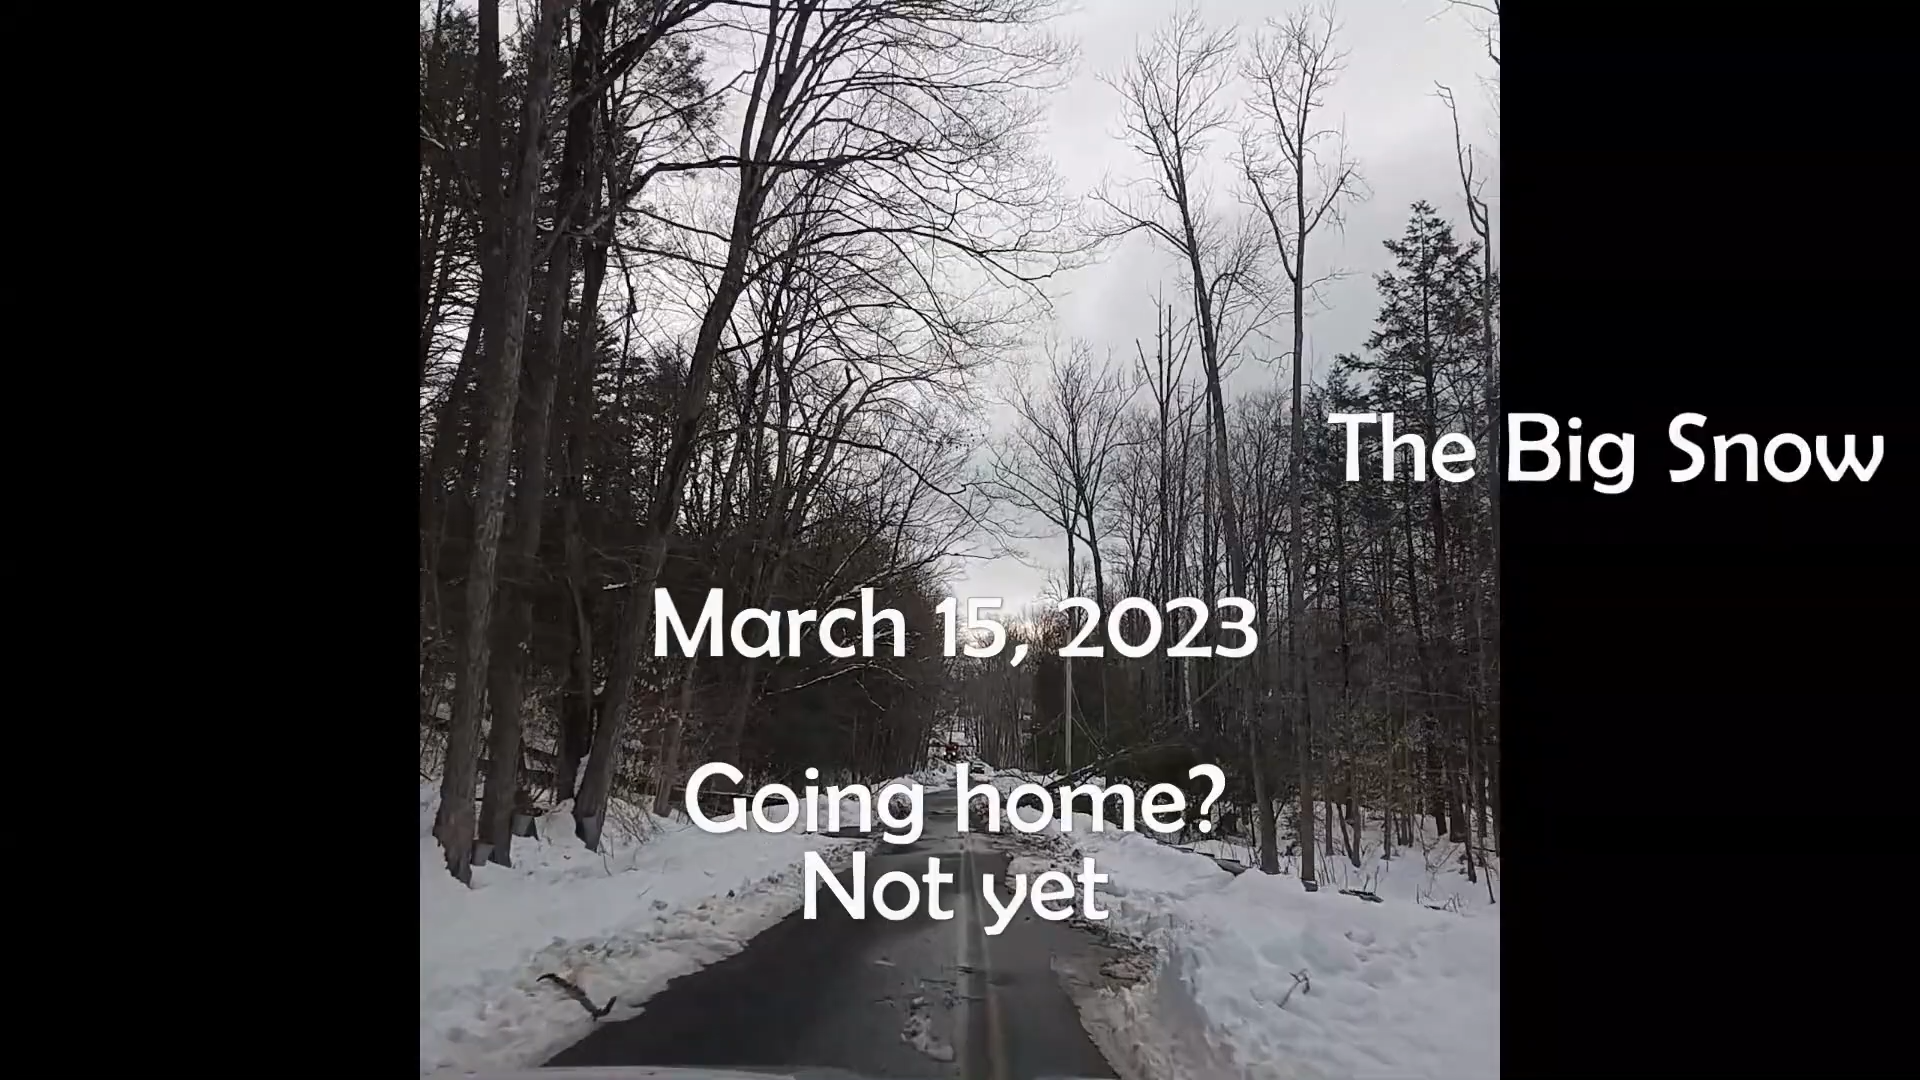 The Big Snow
March 15, 2023
Going home?
Not yet